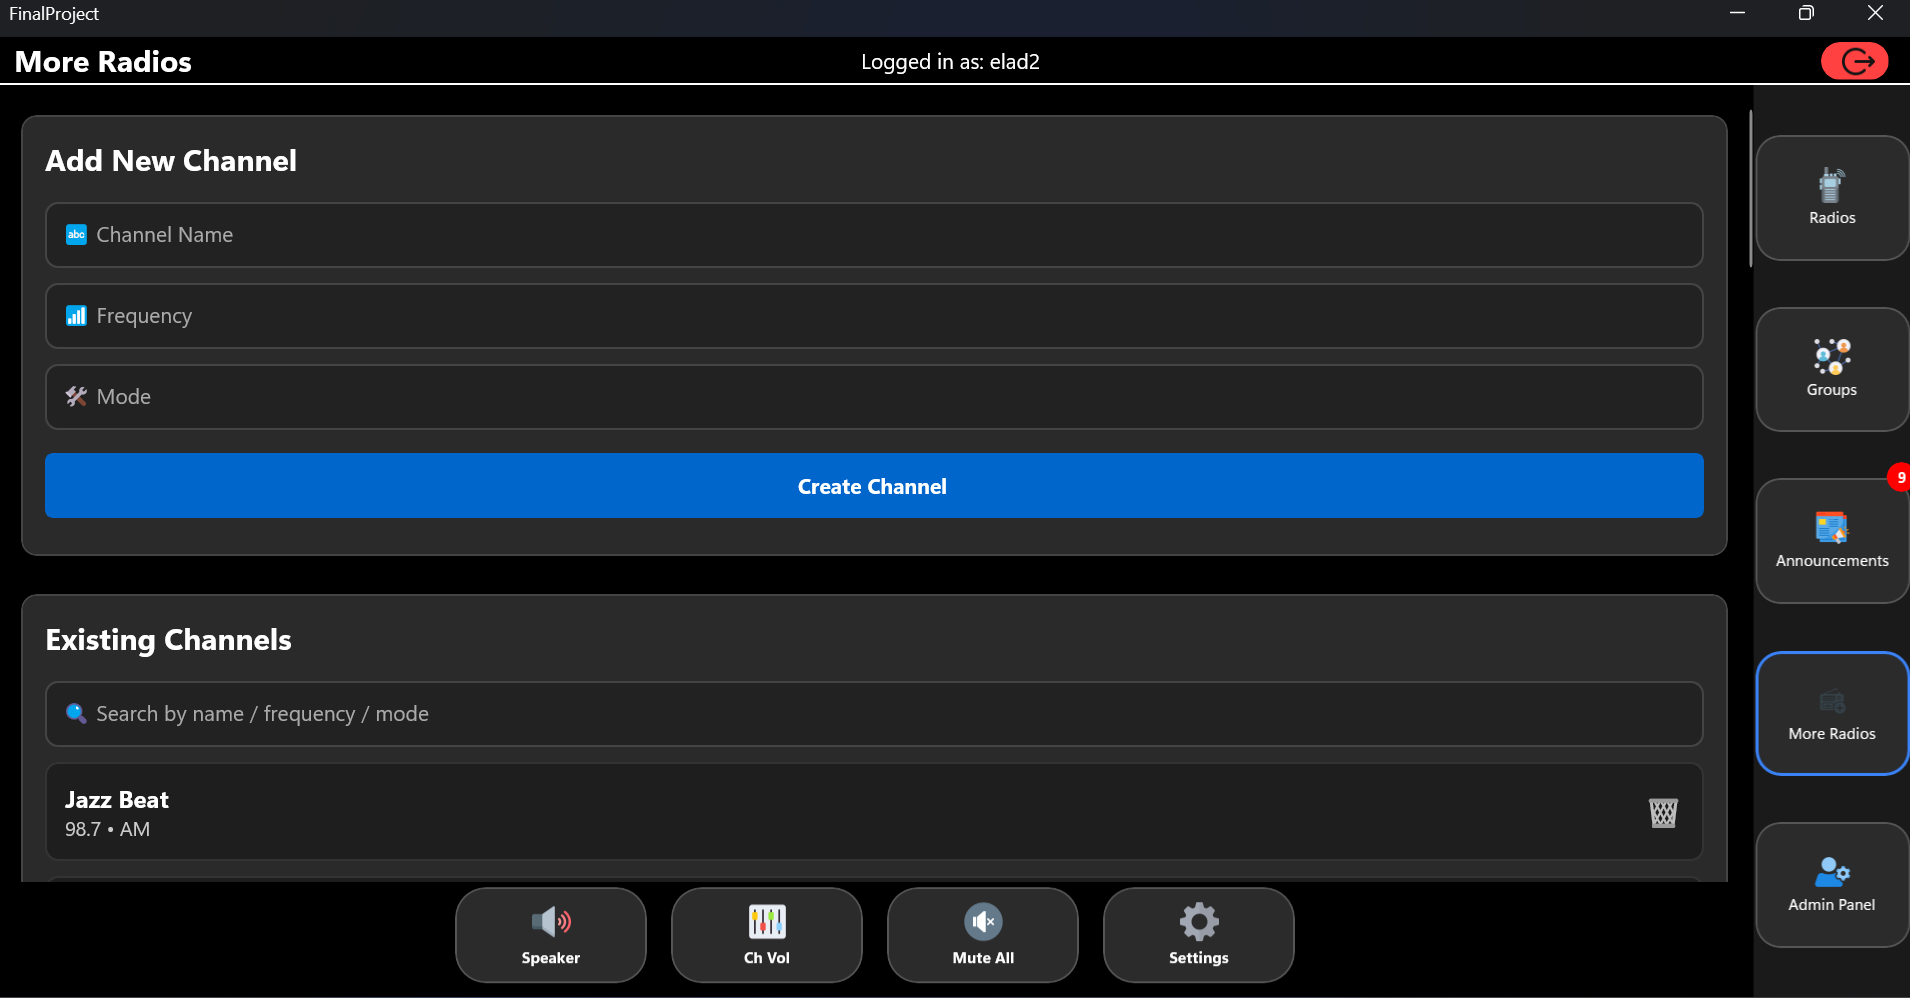 FinalProject
More Radios
Logged in as: elad2
Add New Channel
abc Channel Name
Frequency
Mode
Create Channel
Existing Channels
Search by name / frequency / mode
Jazz Beat
98.7 • AM
Radios
Groups
9
Announcements
More Radios
Admin Panel
Speaker
Ch Vol
Mute All
Settings